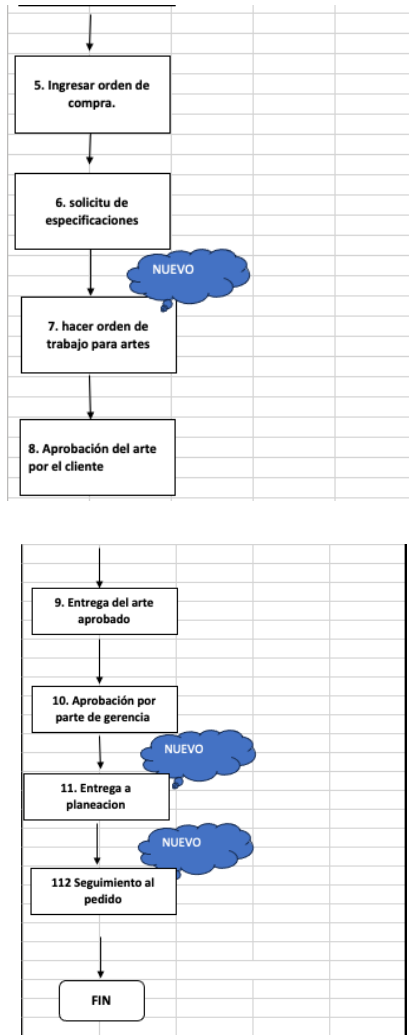 5. Ingresar orden de
compra.
6. solicitu de
especificaciones
NUEVO
7. hacer orden de
trabajo para artes
8. Aprobación del arte
por el cliente
9. Entrega del arte
aprobado
10. Aprobación por
parte de gerencia
NUEVO
11. Entrega a
planeacion
NUEVO
112 Seguimiento al
pedido
FIN